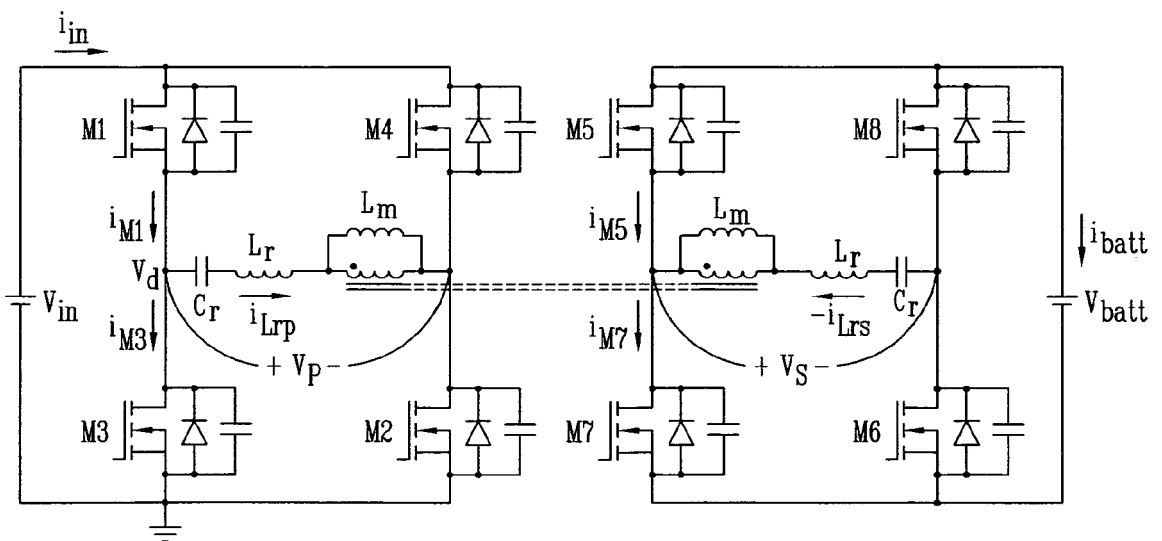 i_in
M1 M4 M5 M8
i_M1 L_m i_M5 L_m i_batt
V_d L_r L_r
V_in C_r i_Lrp -i_Lrs C_r V_batt
i_M3 i_M7
+ V_P - + V_S -
M3 M2 M7 M6